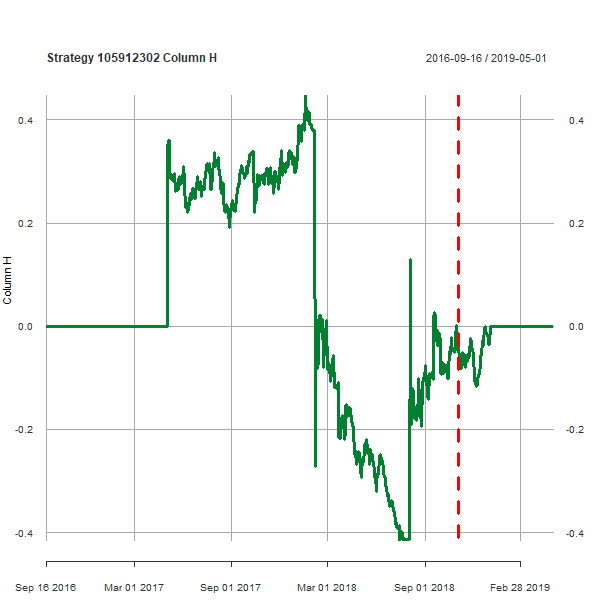 Strategy 105912302 Column H 2016-09-16 / 2019-05-01
0.4 0.4
0.2 0.2
0.0 0.0
-0.2 -0.2
-0.4 -0.4
Column H
Sep 16 2016 Mar 01 2017 Sep 01 2017 Mar 01 2018 Sep 01 2018 Feb 28 2019